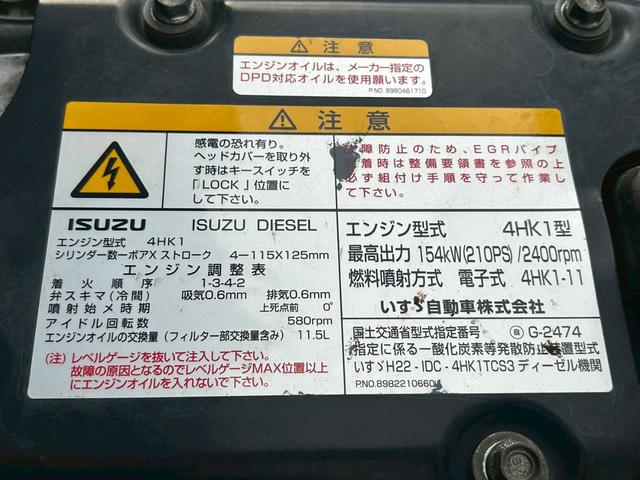 注意
エンジンオイルは、メーカー指定の
DPD対応オイルを使用願います。
P.NO. 8980461710
注意
感電の恐れ有り。
ヘッドカバーを取り外
す時はキースイッチを
「LOCK」位置に
して下さい。
障防止のため、EGRパイプ
着時は整備要領書を参照の上
必ず組付け手順を守って作業し
て下さい。
ISUZU ISUZU DIESEL
エンジン型式 4HK1
シリンダー数ーボアXストローク 4-115X125mm
エンジン調整表
着火順序 1-3-4-2
弁スキマ(冷間) 吸気0.6mm 排気0.6mm
噴射始メ時期 上死点前 0°
アイドル回転数 580rpm
エンジンオイルの交換量(フィルター部交換量含み) 11.5L
(注)レベルゲージを抜いて注入して下さい。
故障の原因となるのでレベルゲージMAX位置以上
にエンジンオイルを入れないで下さい。
エンジン型式 4HK1型
最高出力 154kW(210PS)/2400rpm
燃料噴射方式 電子式 4HK1-11
いすゞ自動車株式会社
国土交通省型式指定番号 G-2474
指定に係る一酸化炭素等発散防止装置型式
いすゞH22-IDC-4HK1TCS3 ディーゼル機関
P.NO.8982210660